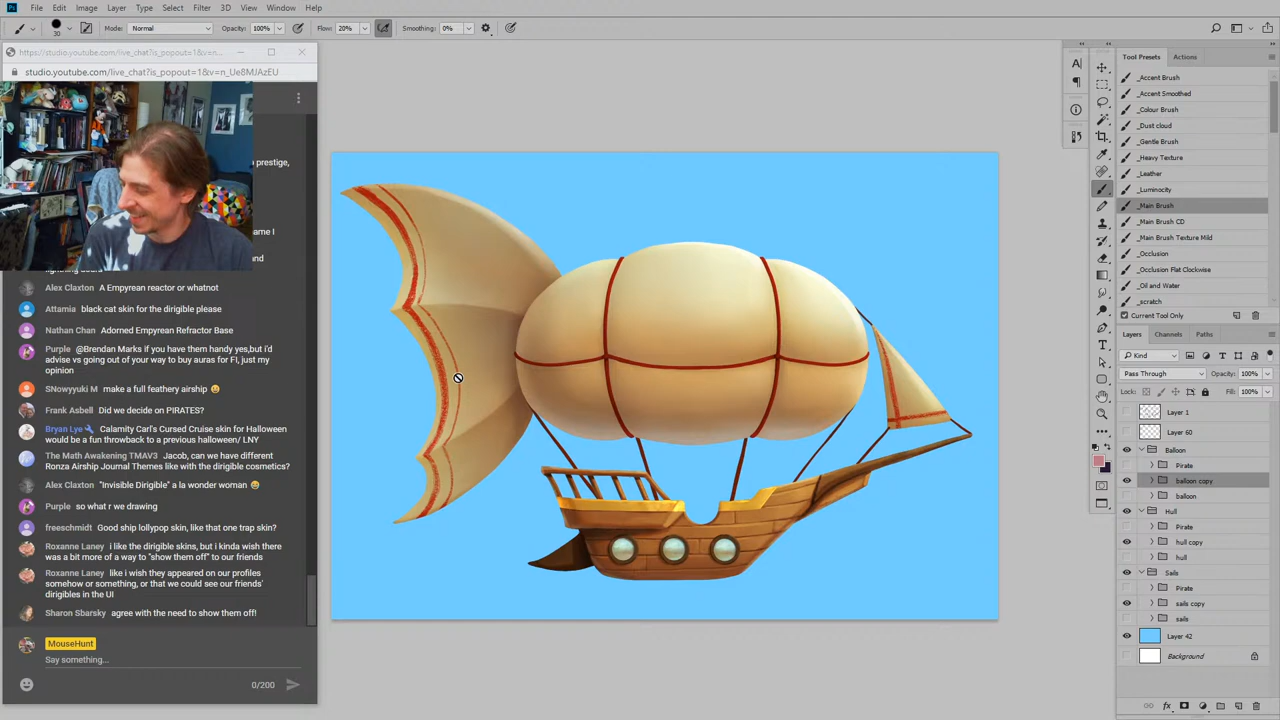 Ps File Edit Image Layer Type Select Filter 3D View Window Help
30 Mode: Normal Opacity: 100% Flow: 20% Smoothing: 0%
https://studio.youtube.com/live_chat?is_popout=1&v=n...
studio.youtube.com/live_chat?is_popout=1&v=n_Ue8MJAzEU
prestige,
ame I
and
Alex Claxton A Empyrean reactor or whatnot
Attamia black cat skin for the dirigible please
Nathan Chan Adorned Empyrean Refractor Base
Purple @Brendan Marks if you have them handy yes,but i'd
advise vs going out of your way to buy auras for FI, just my
opinion
SNowyyuki M make a full feathery airship
Frank Asbell Did we decide on PIRATES?
Bryan Lye Calamity Carl's Cursed Cruise skin for Halloween
would be a fun throwback to a previous halloween/ LNY
The Math Awakening TMAV3 Jacob, can we have different
Ronza Airship Journal Themes like with the dirigible cosmetics?
Alex Claxton "Invisible Dirigible" a la wonder woman
Purple so what r we drawing
freeschmidt Good ship lollypop skin, like that one trap skin?
Roxanne Laney i like the dirigible skins, but i kinda wish there
was a bit more of a way to "show them off" to our friends
Roxanne Laney like i wish they appeared on our profiles
somehow or something, or that we could see our friends'
dirigibles in the UI
Sharon Sbarsky agree with the need to show them off!
MouseHunt
Say something...
0/200
Tool Presets Actions
_Accent Brush
_Accent Smoothed
_Colour Brush
_Dust cloud
_Gentle Brush
_Heavy Texture
_Leather
_Luminocity
_Main Brush
_Main Brush CD
_Main Brush Texture Mild
_Occlusion
_Occlusion Flat Clockwise
_Oil and Water
_scratch
Current Tool Only
Layers Channels Paths
Kind
Pass Through Opacity: 100%
Lock: Fill: 100%
Layer 1
Layer 60
Balloon
Pirate
balloon copy
balloon
Hull
Pirate
hull copy
hull
Sails
Pirate
sails copy
sails
Layer 42
Background